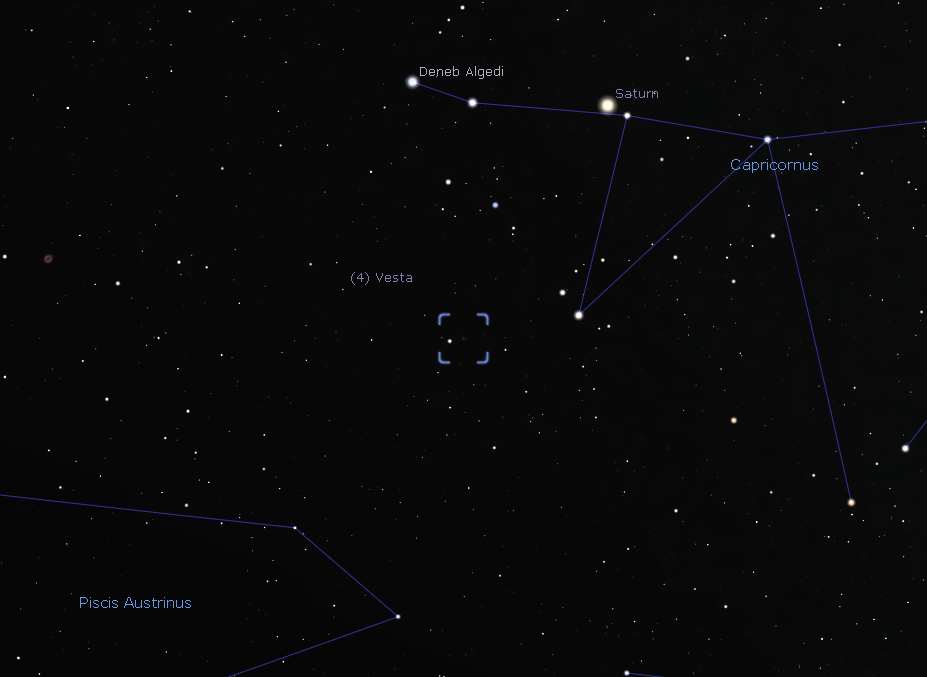 Deneb Algedi
Saturn
Capricornus
(4) Vesta
Piscis Austrinus